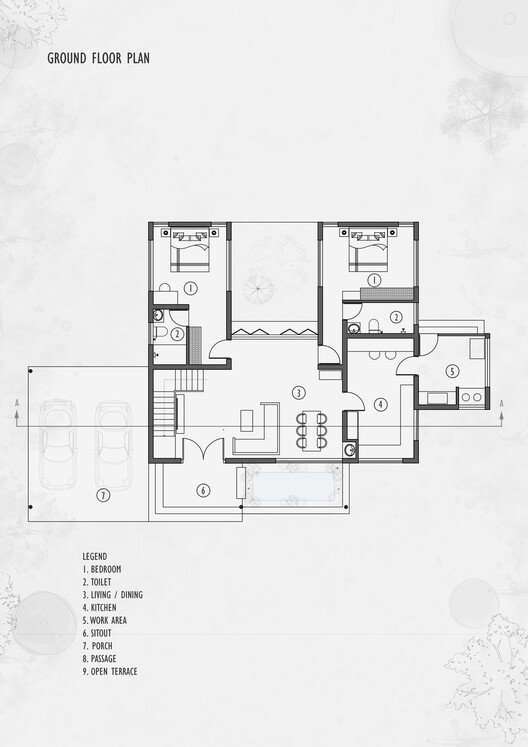 GROUND FLOOR PLAN
1
1
2
2
5
3
4
A
A
6
7
LEGEND
1. BEDROOM
2. TOILET
3. LIVING / DINING
4. KITCHEN
5. WORK AREA
6. SITOUT
7. PORCH
8. PASSAGE
9. OPEN TERRACE